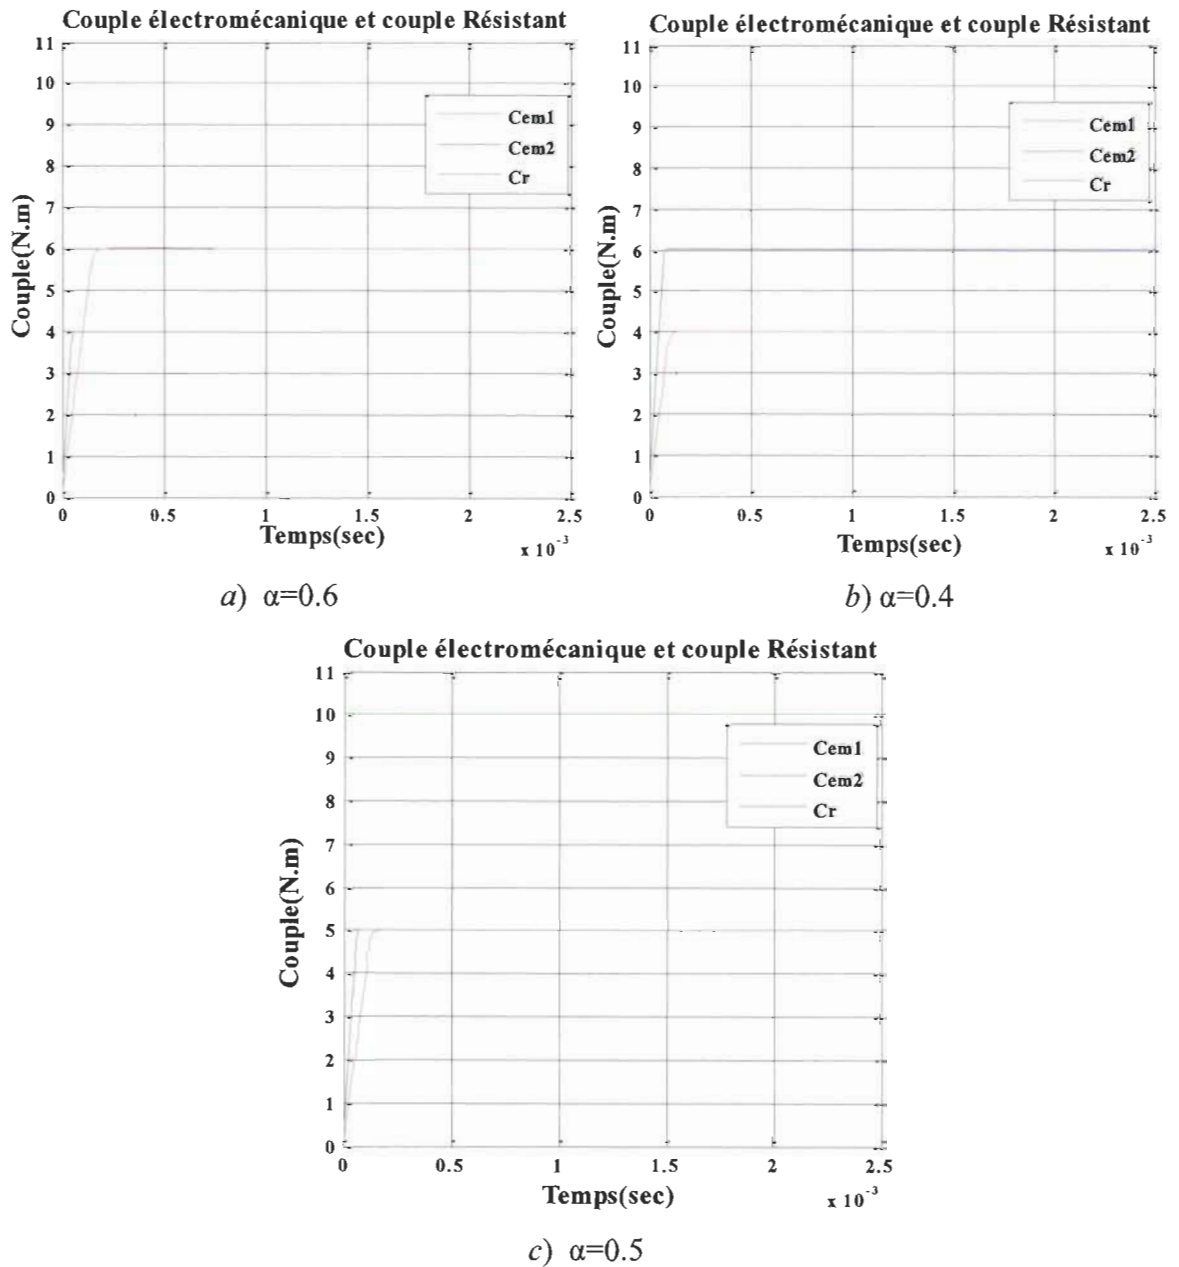 Couple électromécanique et couple Résistant
11
10
9
8
7
6
5
4
3
2
1
0
Couple(N.m)
Cem1
Cem2
Cr
0 0.5 1 1.5 2 2.5
Temps(sec)
x 10^-3
a) α=0.6
Couple électromécanique et couple Résistant
11
10
9
8
7
6
5
4
3
2
1
0
Couple(N.m)
Cem1
Cem2
Cr
0 0.5 1 1.5 2 2.5
Temps(sec)
x 10^-3
b) α=0.4
Couple électromécanique et couple Résistant
11
10
9
8
7
6
5
4
3
2
1
0
Couple(N.m)
Cem1
Cem2
Cr
0 0.5 1 1.5 2 2.5
Temps(sec)
x 10^-3
c) α=0.5